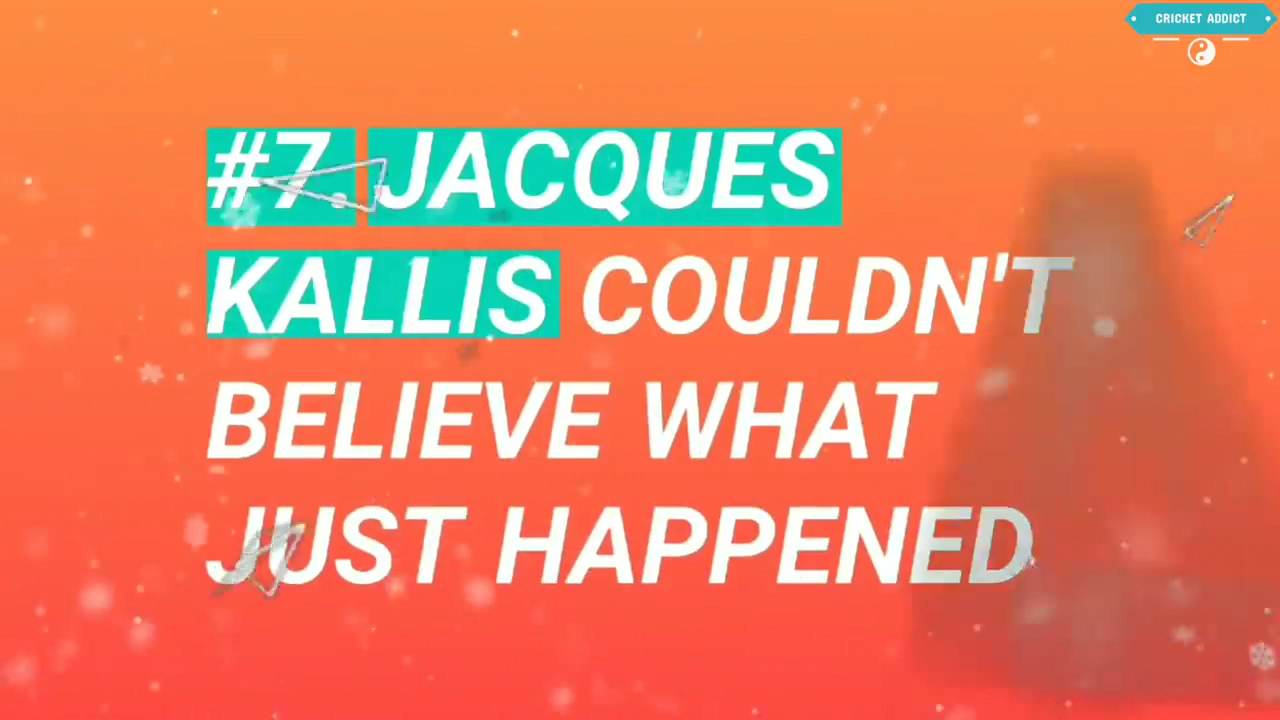 CRICKET ADDICT
#7. JACQUES
KALLIS COULDN'T
BELIEVE WHAT
JUST HAPPENED